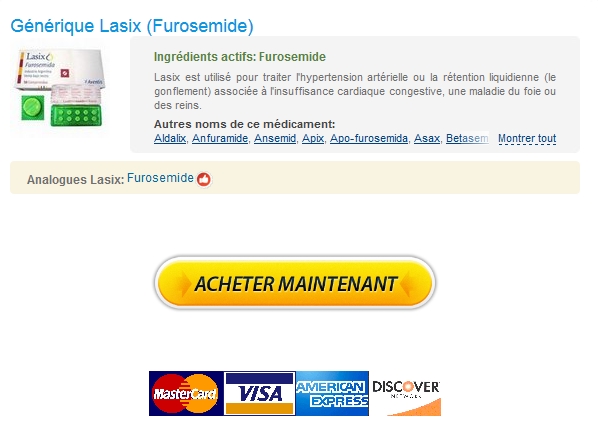 Générique Lasix (Furosemide)
Lasix
Furosemida
Aventis
Ingrédients actifs: Furosemide
Lasix est utilisé pour traiter l'hypertension artérielle ou la rétention liquidienne (le
gonflement) associée à l'insuffisance cardiaque congestive, une maladie du foie ou
des reins.
Autres noms de ce médicament:
Aldalix, Anfuramide, Ansemid, Apix, Apo-furosemida, Asax, Betasem Montrer tout
Analogues Lasix: Furosemide
ACHETER MAINTENANT
MasterCard VISA AMERICAN EXPRESS DISCOVER NETWORK